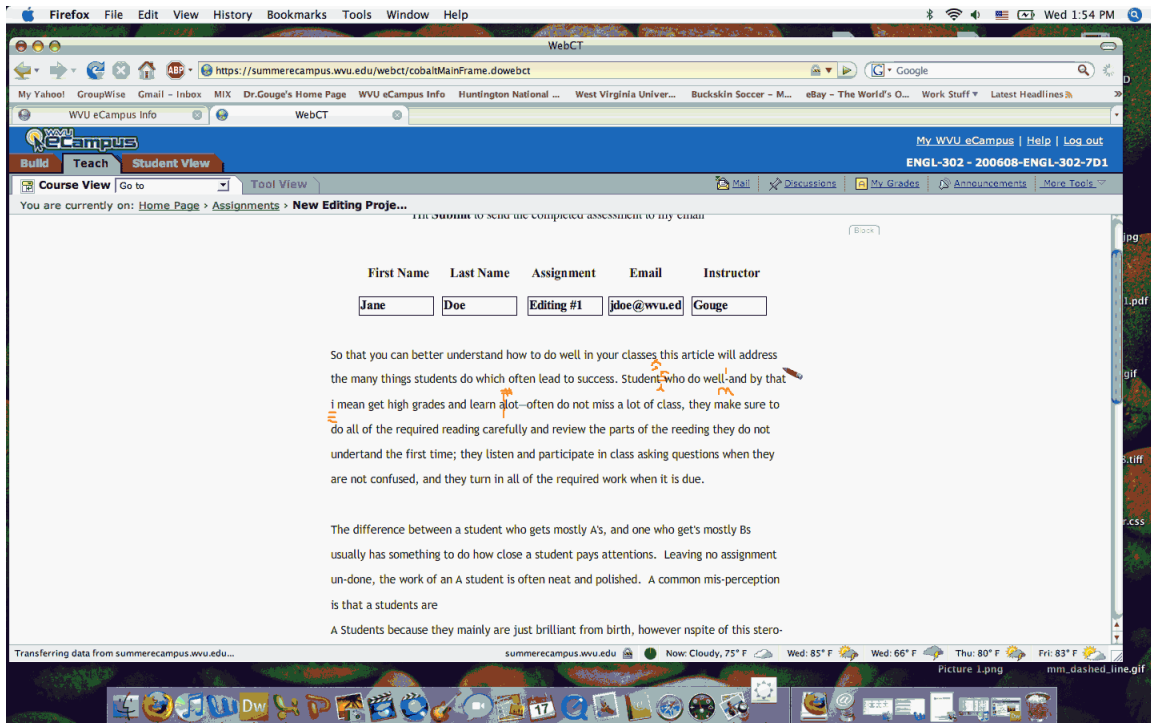 Firefox File Edit View History Bookmarks Tools Window Help Wed 1:54 PM
WebCT
ABP https://summerecampus.wvu.edu/webct/cobaltMainFrame.dowebct G Google
My Yahoo! GroupWise Gmail - Inbox MIX Dr.Gouge's Home Page WVU eCampus Info Huntington National ... West Virginia Univer... Buckskin Soccer - M... eBay - The World's O... Work Stuff Latest Headlines
WVU eCampus Info WebCT
WVU eCampus My WVU eCampus | Help | Log out
Build Teach Student View ENGL-302 - 200608-ENGL-302-7D1
Course View Go to Tool View Mail Discussions A My Grades Announcements More Tools
You are currently on: Home Page > Assignments > New Editing Proje...
Hit Submit to send the completed assessment to my email
Block
First Name Last Name Assignment Email Instructor
Jane Doe Editing #1 jdoe@wvu.ed Gouge
So that you can better understand how to do well in your classes this article will address
the many things students do which often lead to success. Student who do well-and by that
i mean get high grades and learn alot—often do not miss a lot of class, they make sure to
do all of the required reading carefully and review the parts of the reeding they do not
undertand the first time; they listen and participate in class asking questions when they
are not confused, and they turn in all of the required work when it is due.
The difference between a student who gets mostly A's, and one who get's mostly Bs
usually has something to do how close a student pays attentions. Leaving no assignment
un-done, the work of an A student is often neat and polished. A common mis-perception
is that a students are
A Students because they mainly are just brilliant from birth, however nspite of this stero-
Transferring data from summerecampus.wvu.edu... summerecampus.wvu.edu Now: Cloudy, 75° F Wed: 85° F Wed: 66° F Thu: 80° F Fri: 83° F
jpg
1.pdf
gif
3.tiff
r.css
Picture 1.png mm_dashed_line.gif
W Dw 17